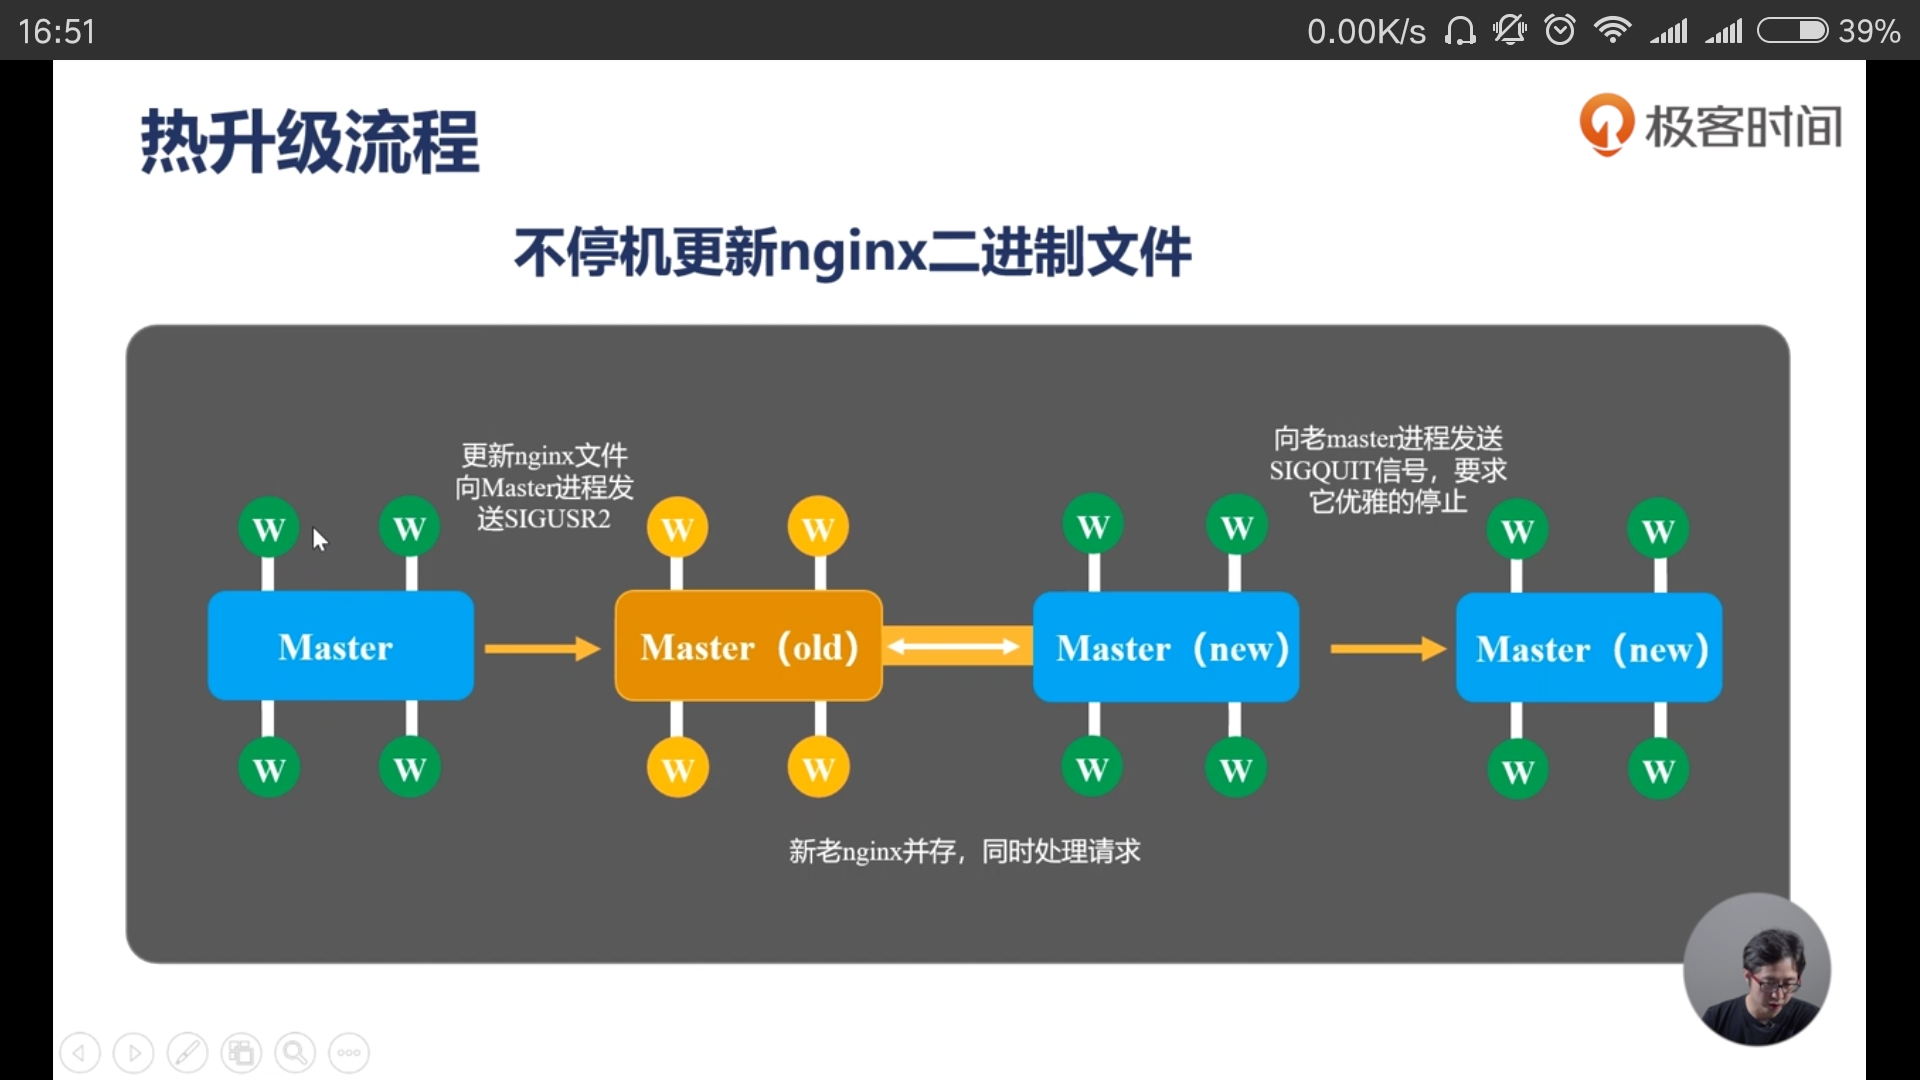 16:51
0.00K/s
39%
热升级流程
极客时间
不停机更新nginx二进制文件
更新nginx文件
向Master进程发
送SIGUSR2
向老master进程发送
SIGQUIT信号，要求
它优雅的停止
W W W W W W W W
Master
Master（old）
Master（new）
Master（new）
W W W W W W W W
新老nginx并存，同时处理请求